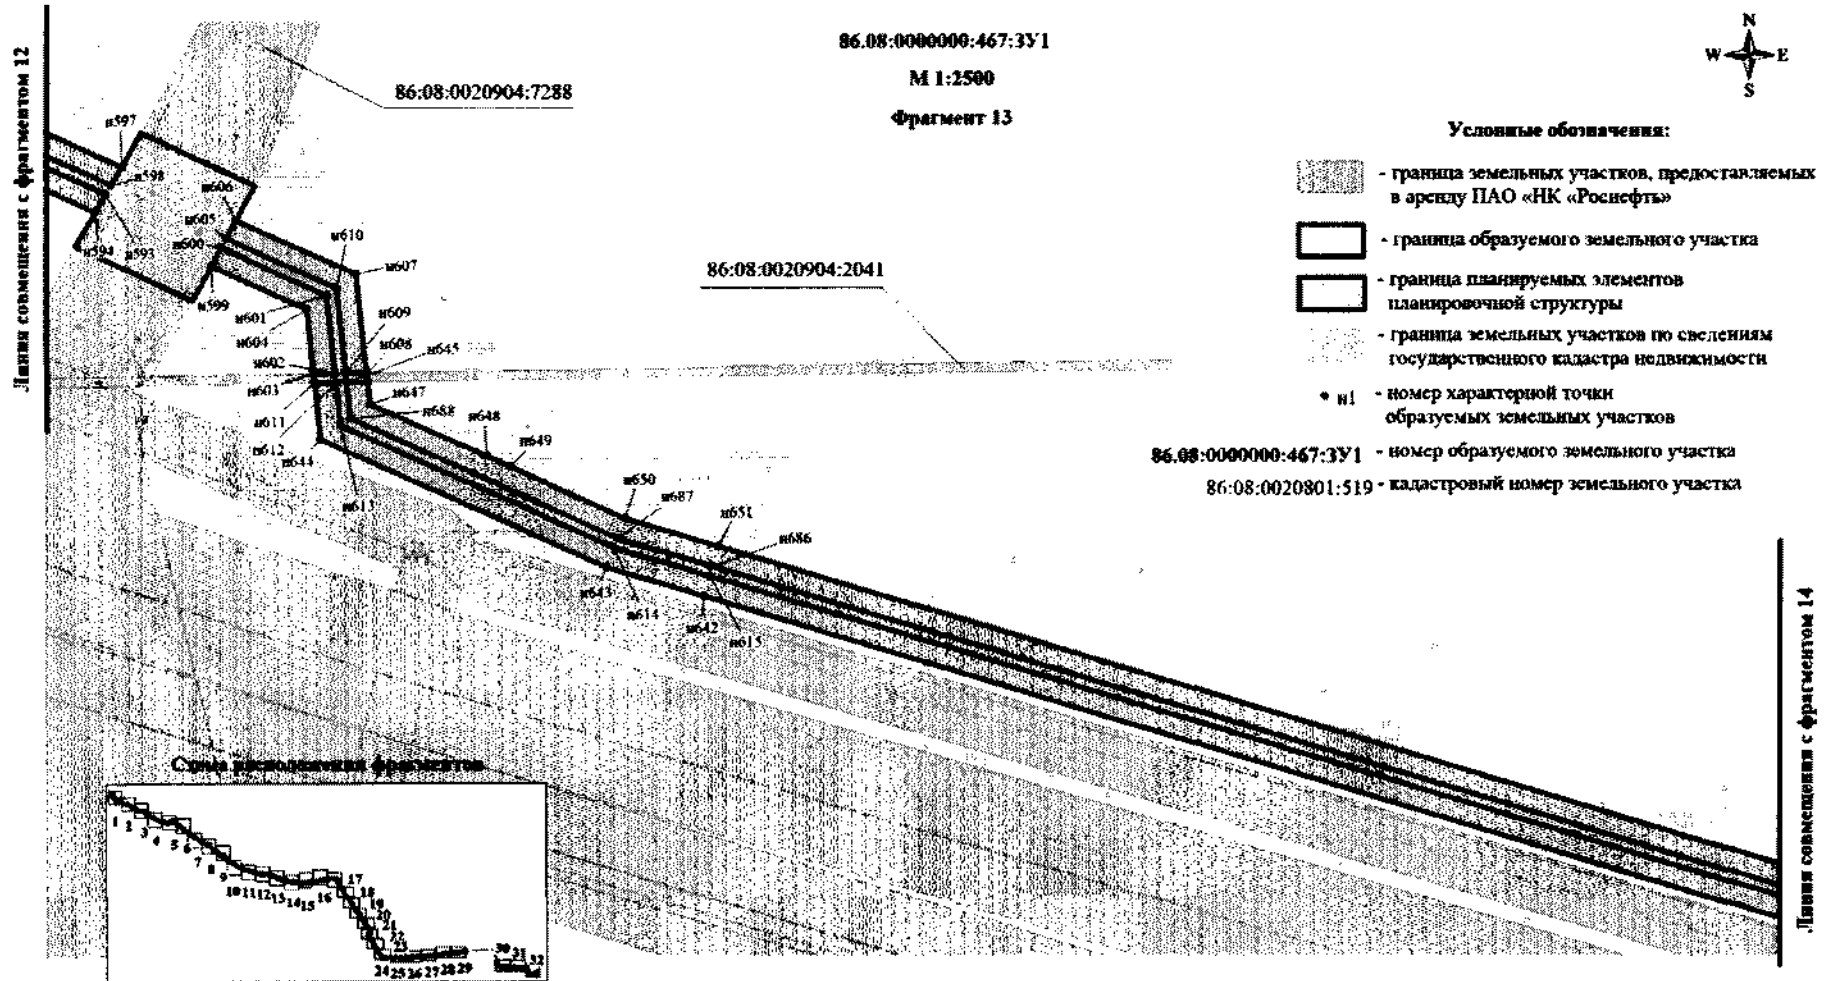 86.08:0000000:467:ЗУ1
М 1:2500
Фрагмент 13
N
W E
S
Линия совмещения с фрагментом 12
86:08:0020904:7288
86:08:0020904:2041
Условные обозначения:
- граница земельных участков, предоставляемых
в аренду ПАО «НК «Роснефть»
- граница образуемого земельного участка
- граница планируемых элементов
планировочной структуры
- граница земельных участков по сведениям
государственного кадастра недвижимости
н1 - номер характерной точки
образуемых земельных участков
86.08:0000000:467:ЗУ1 - номер образуемого земельного участка
86:08:0020801:519 - кадастровый номер земельного участка
н597
н598
н606
н605
н600
н594
н593
н599
н610
н607
н601
н604
н609
н608
н645
н602
н603
н647
н611
н688
н612
н644
н648
н649
н613
н650
н687
н651
н686
н643
н614
н642
н615
Линия совмещения с фрагментом 14
Схема расположения фрагментов
1
2
3
4
5
6
7
8
9
10 11 12 13 14 15 16
17
18
19
20
21
22
23
24 25 26 27 28 29
30
31
32